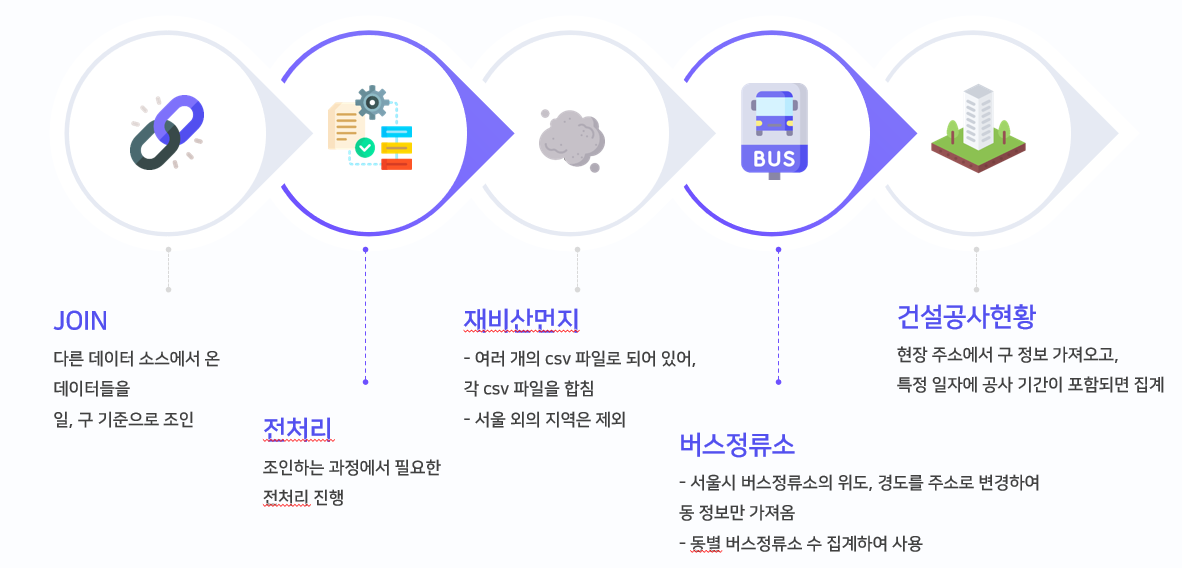 BUS
JOIN
다른 데이터 소스에서 온
데이터들을
일, 구 기준으로 조인
전처리
조인하는 과정에서 필요한
전처리 진행
재비산먼지
- 여러 개의 csv 파일로 되어 있어,
각 csv 파일을 합침
- 서울 외의 지역은 제외
버스정류소
- 서울시 버스정류소의 위도, 경도를 주소로 변경하여
동 정보만 가져옴
- 동별 버스정류소 수 집계하여 사용
건설공사현황
현장 주소에서 구 정보 가져오고,
특정 일자에 공사 기간이 포함되면 집계